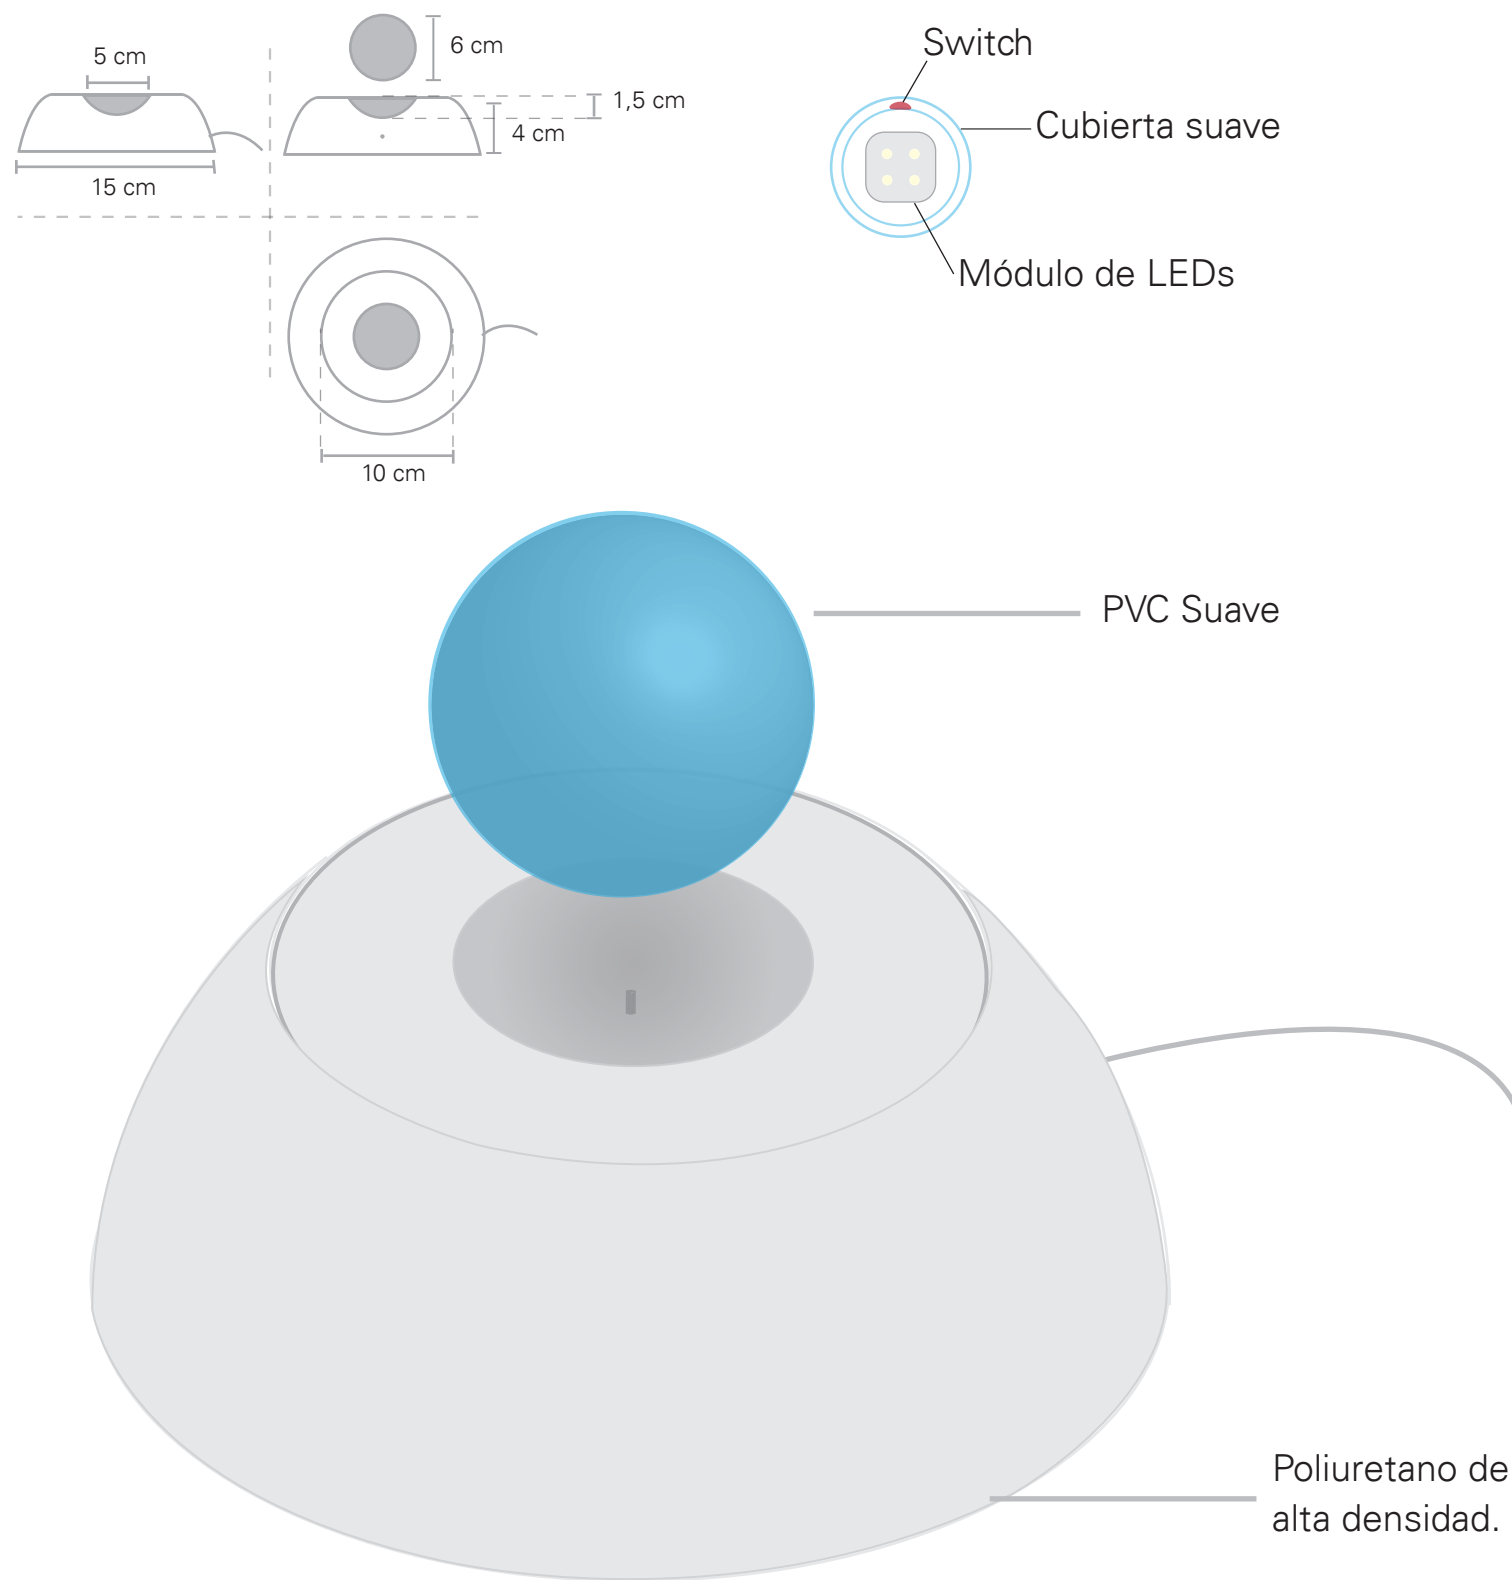 5 cm
15 cm
6 cm
1,5 cm
4 cm
10 cm
Switch
Cubierta suave
Módulo de LEDs
PVC Suave
Poliuretano de
alta densidad.